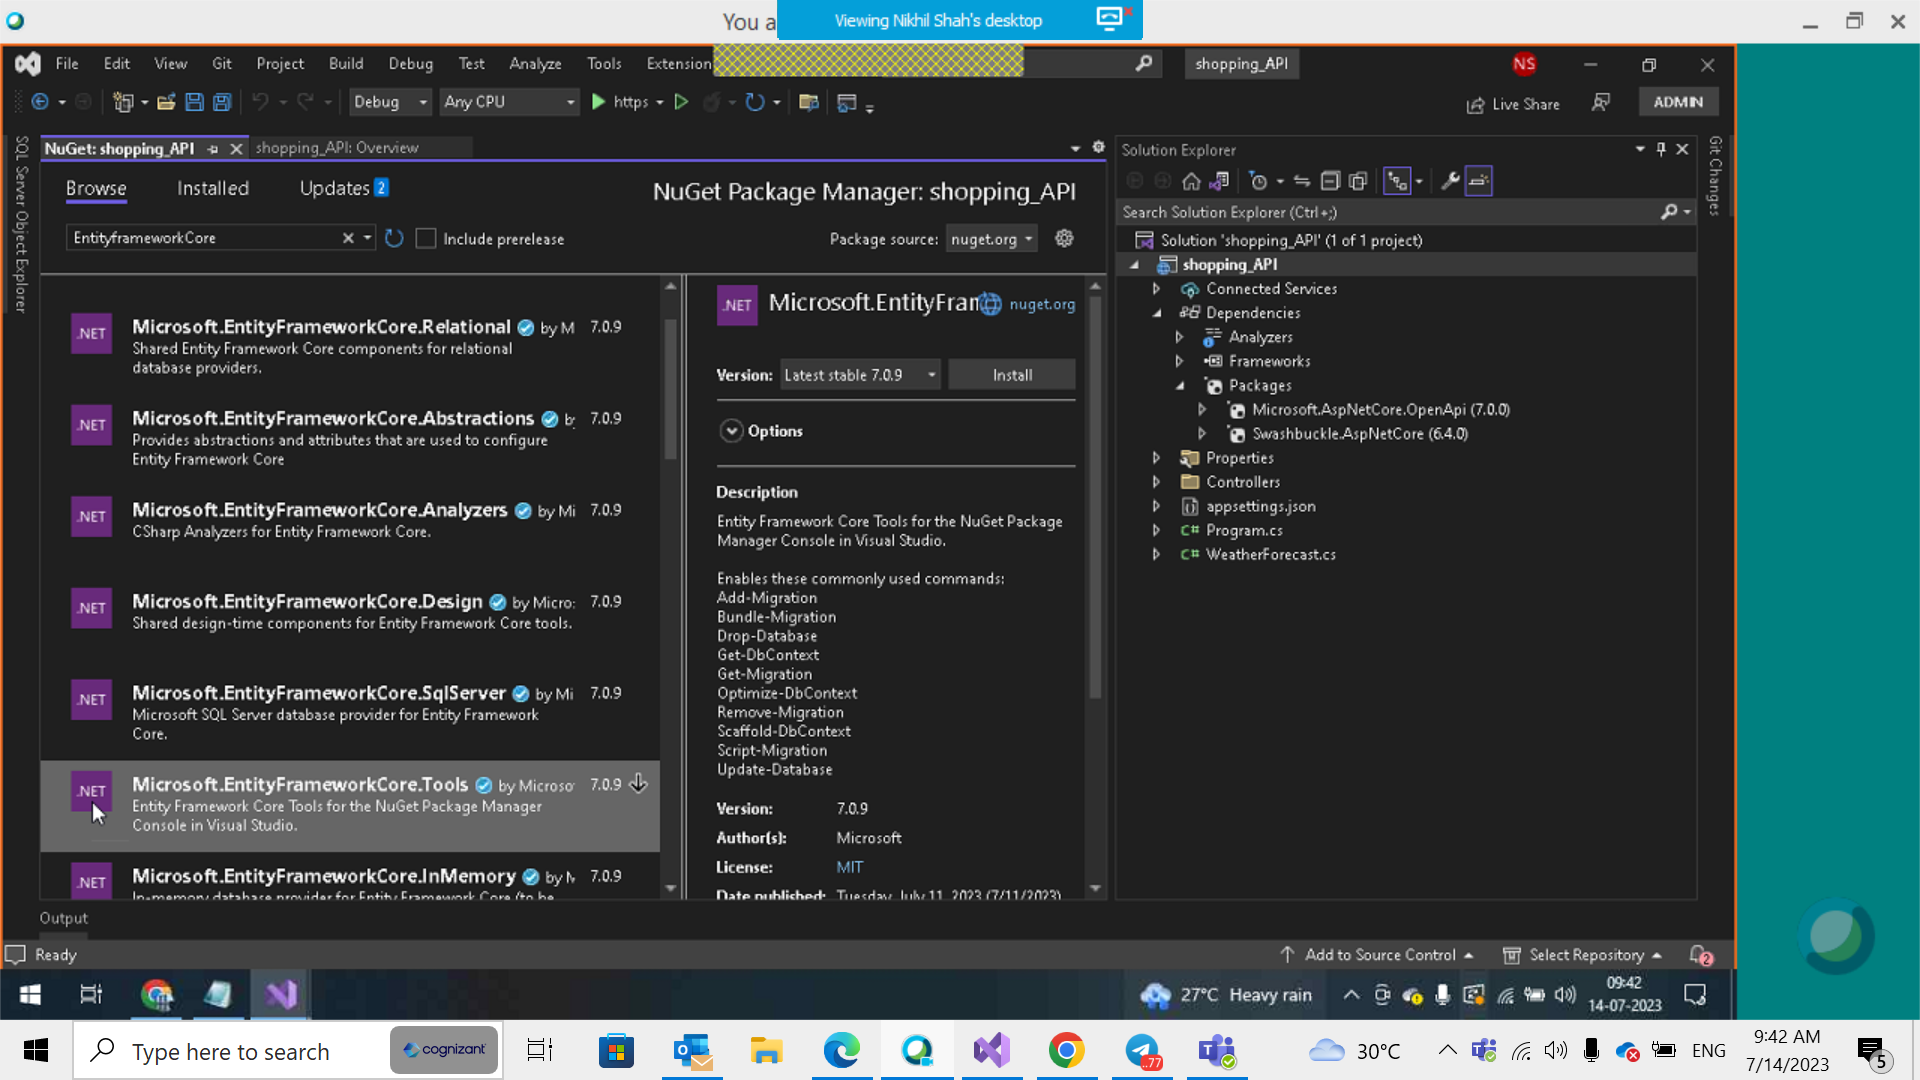 You a
Viewing Nikhil Shah's desktop
File Edit View Git Project Build Debug Test Analyze Tools Extension
shopping_API
NS
Debug Any CPU https
Live Share
ADMIN
SQL Server Object Explorer
NuGet: shopping_API
shopping_API: Overview
Browse Installed Updates 2
NuGet Package Manager: shopping_API
EntityframeworkCore
Include prerelease
Package source: nuget.org
.NET
Microsoft.EntityFrameworkCore.Relational by M 7.0.9
Shared Entity Framework Core components for relational
database providers.
.NET
Microsoft.EntityFrameworkCore.Abstractions by 7.0.9
Provides abstractions and attributes that are used to configure
Entity Framework Core
.NET
Microsoft.EntityFrameworkCore.Analyzers by Mi 7.0.9
CSharp Analyzers for Entity Framework Core.
.NET
Microsoft.EntityFrameworkCore.Design by Micro: 7.0.9
Shared design-time components for Entity Framework Core tools.
.NET
Microsoft.EntityFrameworkCore.SqlServer by Mi 7.0.9
Microsoft SQL Server database provider for Entity Framework
Core.
.NET
Microsoft.EntityFrameworkCore.Tools by Microso 7.0.9
Entity Framework Core Tools for the NuGet Package Manager
Console in Visual Studio.
.NET
Microsoft.EntityFrameworkCore.InMemory by M 7.0.9
In-memory database provider for Entity Framework Core (to be
.NET
Microsoft.EntityFran nuget.org
Version: Latest stable 7.0.9 Install
Options
Description
Entity Framework Core Tools for the NuGet Package
Manager Console in Visual Studio.
Enables these commonly used commands:
Add-Migration
Bundle-Migration
Drop-Database
Get-DbContext
Get-Migration
Optimize-DbContext
Remove-Migration
Scaffold-DbContext
Script-Migration
Update-Database
Version: 7.0.9
Author(s): Microsoft
License: MIT
Date published: Tuesday, July 11, 2023 (7/11/2023)
Solution Explorer
Search Solution Explorer (Ctrl+;)
Solution 'shopping_API' (1 of 1 project)
shopping_API
Connected Services
Dependencies
Analyzers
Frameworks
Packages
Microsoft.AspNetCore.OpenApi (7.0.0)
Swashbuckle.AspNetCore (6.4.0)
Properties
Controllers
appsettings.json
C# Program.cs
C# WeatherForecast.cs
Git Changes
Output
Ready
Add to Source Control
Select Repository
2
27°C Heavy rain
09:42
14-07-2023
Type here to search
cognizant
..77
30°C
ENG
9:42 AM
7/14/2023
5